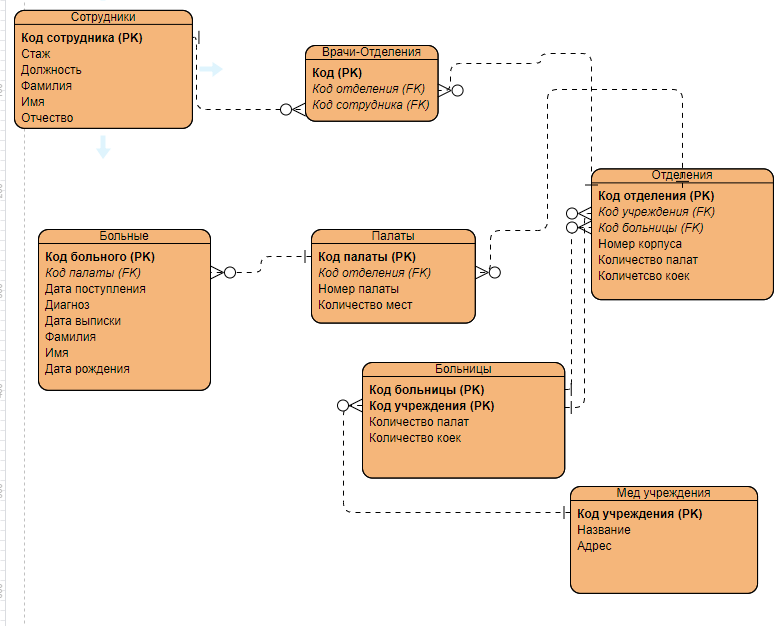 Сотрудники
Код сотрудника (PK)
Стаж
Должность
Фамилия
Имя
Отчество
Врачи-Отделения
Код (PK)
Код отделения (FK)
Код сотрудника (FK)
Отделения
Код отделения (PK)
Код учреждения (FK)
Код больницы (FK)
Номер корпуса
Количество палат
Количетсво коек
Больные
Код больного (PK)
Код палаты (FK)
Дата поступления
Диагноз
Дата выписки
Фамилия
Имя
Дата рождения
Палаты
Код палаты (PK)
Код отделения (FK)
Номер палаты
Количество мест
Больницы
Код больницы (PK)
Код учреждения (PK)
Количество палат
Количество коек
Мед учреждения
Код учреждения (PK)
Название
Адрес